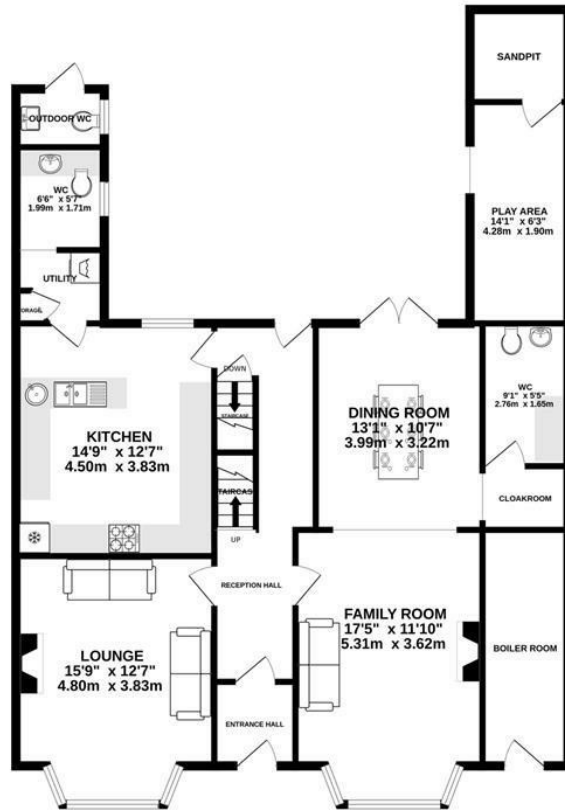 SANDPIT
OUTDOOR WC
WC
6'6" x 5'7"
1.99m x 1.71m
PLAY AREA
14'1" x 6'3"
4.28m x 1.90m
UTILITY
ORAGE
DOWN
STAIRCASE
WC
9'1" x 5'5"
2.76m x 1.65m
DINING ROOM
13'1" x 10'7"
3.99m x 3.22m
KITCHEN
14'9" x 12'7"
4.50m x 3.83m
TAIRCAS
CLOAKROOM
UP
RECEPTION HALL
FAMILY ROOM
17'5" x 11'10"
5.31m x 3.62m
BOILER ROOM
LOUNGE
15'9" x 12'7"
4.80m x 3.83m
ENTRANCE HALL